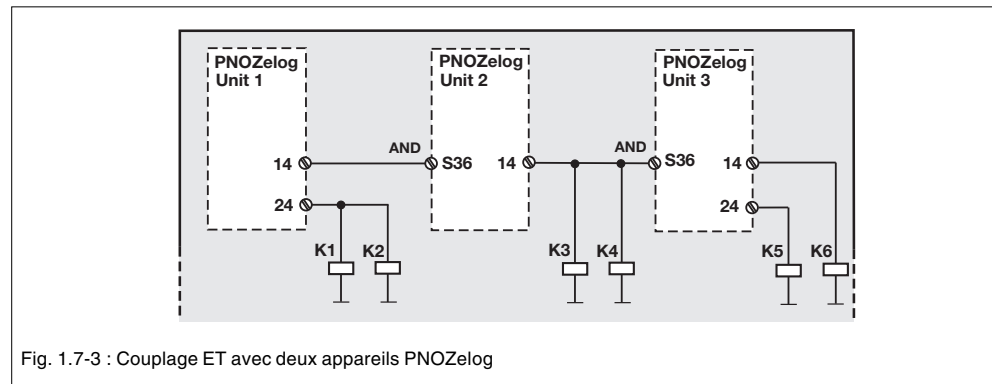 PNOZelog
Unit 1
PNOZelog
Unit 2
PNOZelog
Unit 3
14
AND
S36
14
AND
S36
14
24
24
K1
K2
K3
K4
K5
K6
Fig. 1.7-3 : Couplage ET avec deux appareils PNOZelog